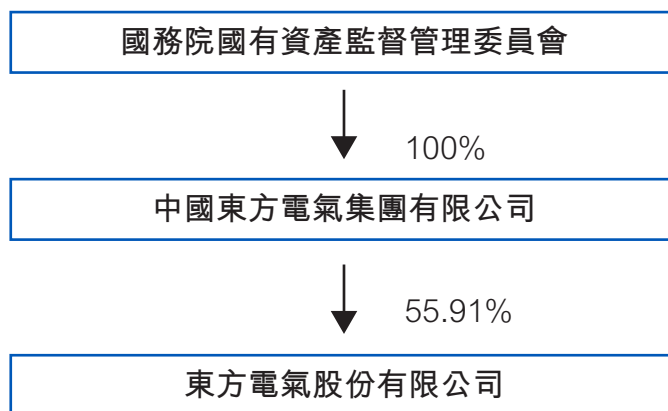 國務院國有資產監督管理委員會
100%
中國東方電氣集團有限公司
55.91%
東方電氣股份有限公司